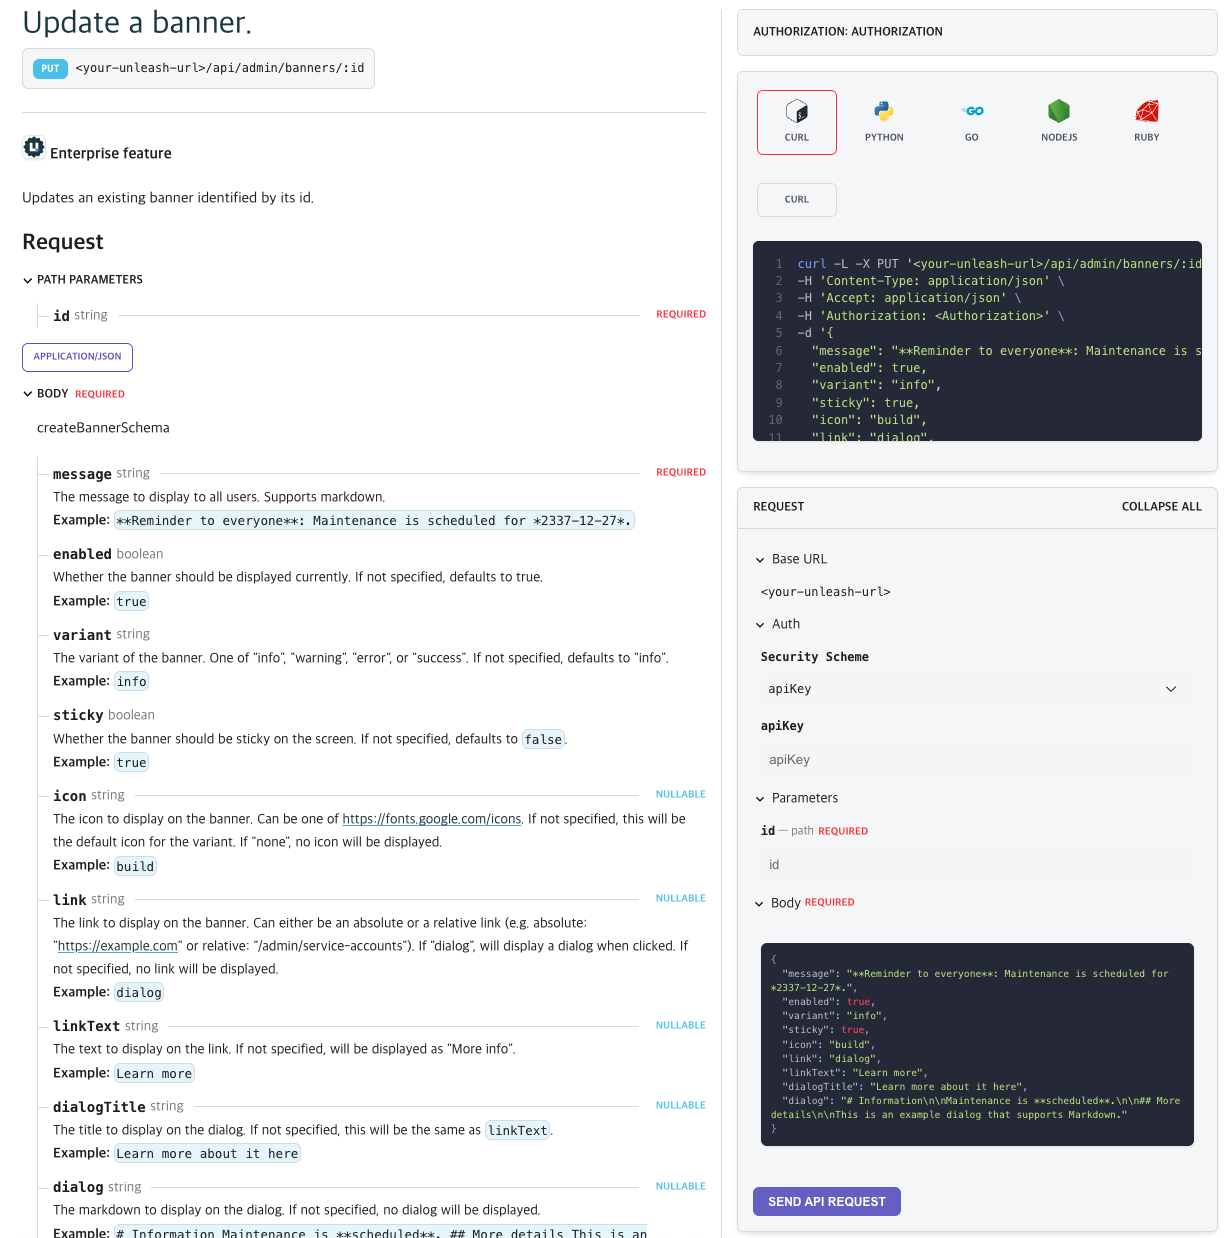 Update a banner.
PUT <your-unleash-url>/api/admin/banners/:id
Enterprise feature
Updates an existing banner identified by its id.
Request
PATH PARAMETERS
id string REQUIRED
APPLICATION/JSON
BODY REQUIRED
createBannerSchema
message string REQUIRED
The message to display to all users. Supports markdown.
Example: **Reminder to everyone**: Maintenance is scheduled for *2337-12-27*.
enabled boolean
Whether the banner should be displayed currently. If not specified, defaults to true.
Example: true
variant string
The variant of the banner. One of "info", "warning", "error", or "success". If not specified, defaults to "info".
Example: info
sticky boolean
Whether the banner should be sticky on the screen. If not specified, defaults to false.
Example: true
icon string NULLABLE
The icon to display on the banner. Can be one of https://fonts.google.com/icons. If not specified, this will be
the default icon for the variant. If "none", no icon will be displayed.
Example: build
link string NULLABLE
The link to display on the banner. Can either be an absolute or a relative link (e.g. absolute:
"https://example.com" or relative: "/admin/service-accounts"). If "dialog", will display a dialog when clicked. If
not specified, no link will be displayed.
Example: dialog
linkText string NULLABLE
The text to display on the link. If not specified, will be displayed as "More info".
Example: Learn more
dialogTitle string NULLABLE
The title to display on the dialog. If not specified, this will be the same as linkText.
Example: Learn more about it here
dialog string NULLABLE
The markdown to display on the dialog. If not specified, no dialog will be displayed.
Example: # Information Maintenance is **scheduled**. ## More details This is an
AUTHORIZATION: AUTHORIZATION
CURL PYTHON GO NODEJS RUBY
CURL
1 curl -L -X PUT '<your-unleash-url>/api/admin/banners/:id
2 -H 'Content-Type: application/json' \
3 -H 'Accept: application/json' \
4 -H 'Authorization: <Authorization>' \
5 -d '{
6 "message": "**Reminder to everyone**: Maintenance is s
7 "enabled": true,
8 "variant": "info",
9 "sticky": true,
10 "icon": "build",
11 "link": "dialog",
REQUEST COLLAPSE ALL
Base URL
<your-unleash-url>
Auth
Security Scheme
apiKey
apiKey
apiKey
Parameters
id — path REQUIRED
id
Body REQUIRED
{
"message": "**Reminder to everyone**: Maintenance is scheduled for
*2337-12-27*.",
"enabled": true,
"variant": "info",
"sticky": true,
"icon": "build",
"link": "dialog",
"linkText": "Learn more",
"dialogTitle": "Learn more about it here",
"dialog": "# Information\n\nMaintenance is **scheduled**.\n\n## More
details\n\nThis is an example dialog that supports Markdown."
}
SEND API REQUEST